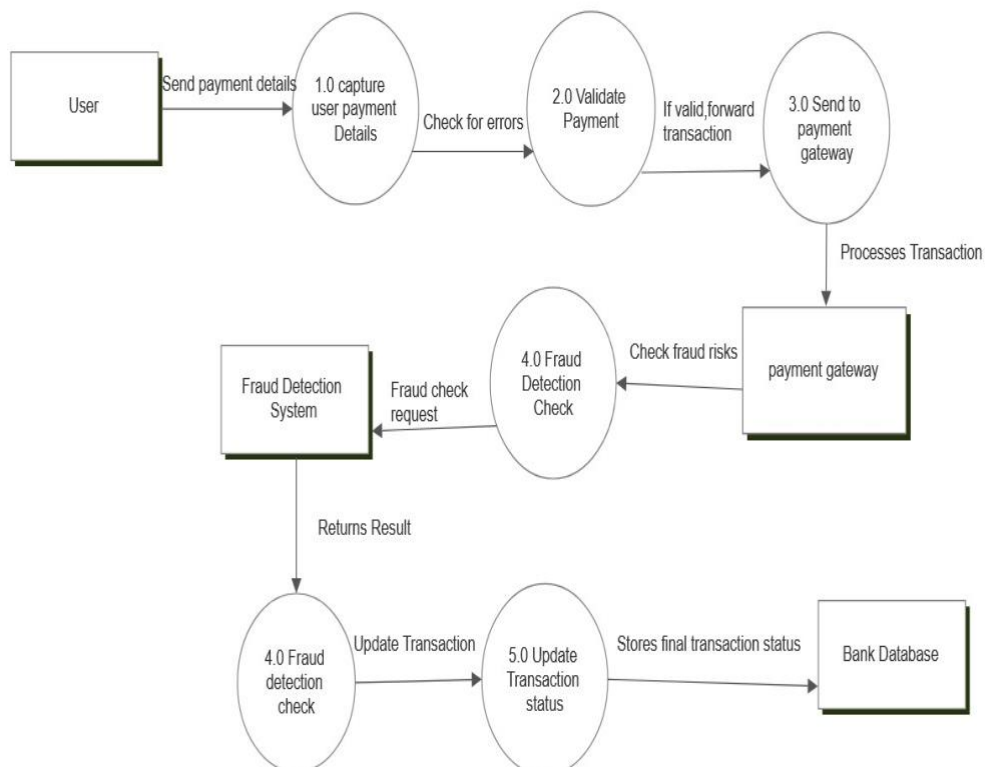 User
Send payment details
1.0 capture
user payment
Details
Check for errors
2.0 Validate
Payment
If valid,forward
transaction
3.0 Send to
payment
gateway
Processes Transaction
payment gateway
Check fraud risks
4.0 Fraud
Detection
Check
Fraud check
request
Fraud Detection
System
Returns Result
4.0 Fraud
detection
check
Update Transaction
5.0 Update
Transaction
status
Stores final transaction status
Bank Database